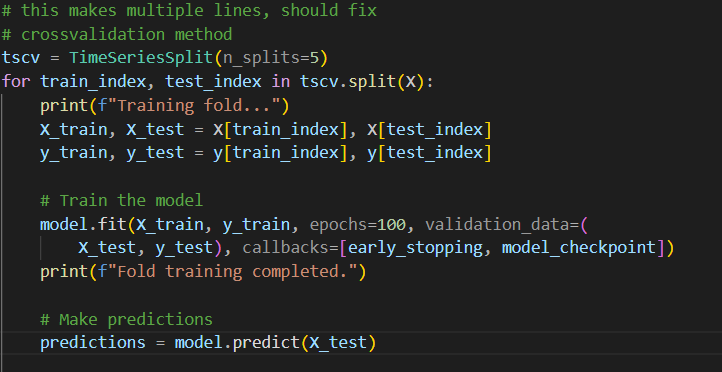 # this makes multiple lines, should fix
# crossvalidation method
tscv = TimeSeriesSplit(n_splits=5)
for train_index, test_index in tscv.split(X):
    print(f"Training fold...")
    X_train, X_test = X[train_index], X[test_index]
    y_train, y_test = y[train_index], y[test_index]

    # Train the model
    model.fit(X_train, y_train, epochs=100, validation_data=(
        X_test, y_test), callbacks=[early_stopping, model_checkpoint])
    print(f"Fold training completed.")

    # Make predictions
    predictions = model.predict(X_test)